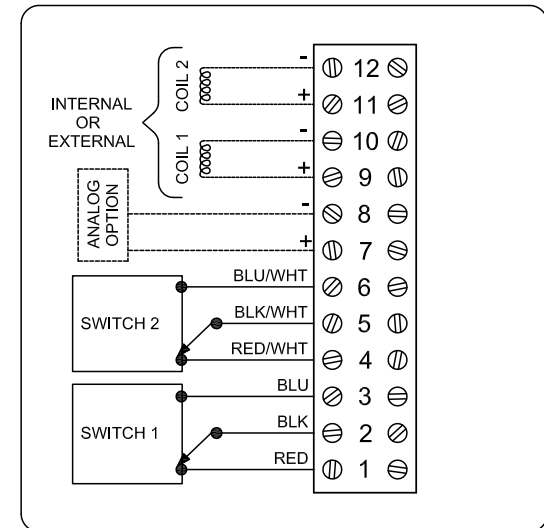 COIL 2
- 12
+ 11
INTERNAL
OR
EXTERNAL
COIL 1
- 10
+ 9
ANALOG
OPTION
- 8
+ 7
SWITCH 2
BLU/WHT 6
BLK/WHT 5
RED/WHT 4
SWITCH 1
BLU 3
BLK 2
RED 1